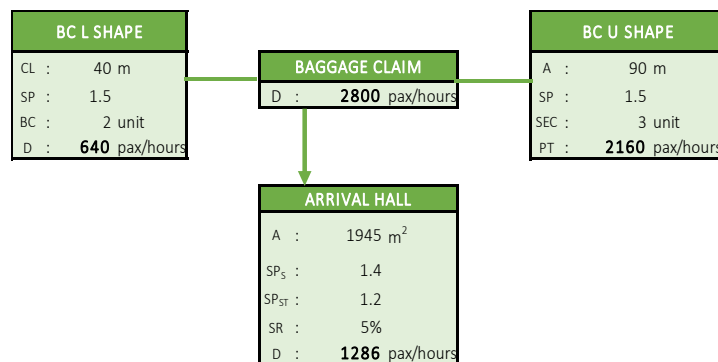 BC L SHAPE
CL : 40 m
SP : 1.5
BC : 2 unit
D : 640 pax/hours
BAGGAGE CLAIM
D : 2800 pax/hours
BC U SHAPE
A : 90 m
SP : 1.5
SEC : 3 unit
PT : 2160 pax/hours
ARRIVAL HALL
A : 1945 m²
SPS : 1.4
SPST : 1.2
SR : 5%
D : 1286 pax/hours